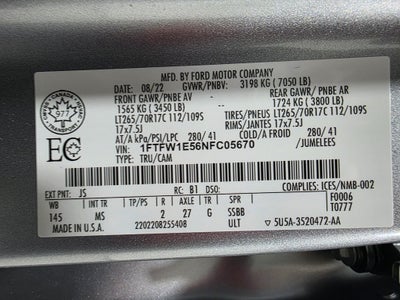 MFD. BY FORD MOTOR COMPANY
08/22 GVWR/PNBV: 3198 KG (7050 LB)
FRONT GAWR/PNBE AV REAR GAWR/PNBE AR
1565 KG (3450 LB) 1724 KG (3800 LB)
LT265/70R17C 112/109S TIRES/PNEUS LT265/70R17C 112/109S
17x7.5J RIMS/JANTES 17x7.5J
AT/A kPa/PSI/LPC 280/41 COLD/A FROID 280/41
VIN: 1FTFW1E56NFC05670 /JUMELEES
TYPE: TRU/CAM
CANADA
977
TRANSPORT
EC
EXT PNT: JS RC: B1 DSO: COMPLIES: ICES/NMB-002
WB INT TR TP/PS R AXLE TR SPR F0006
145 MS 2 27 G SSBB T0777
MADE IN U.S.A. 2202208255408 ULT 5U5A-3520472-AA